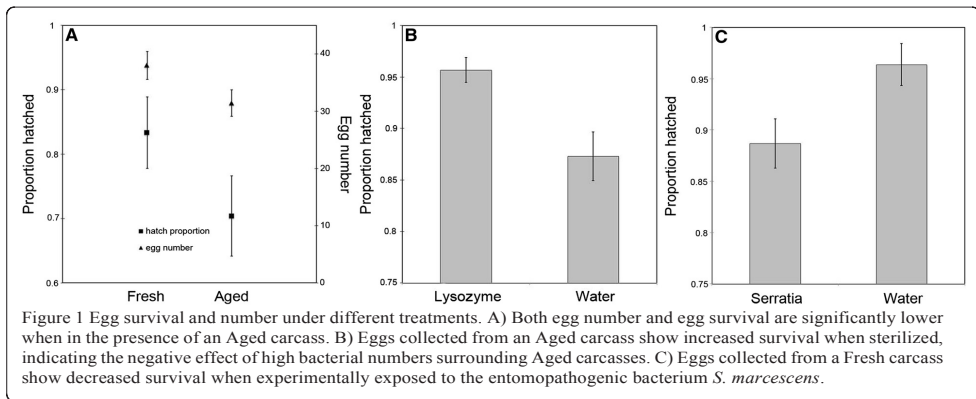 A
1
0.9
0.8
0.7
0.6
Proportion hatched
40
30
20
10
0
Egg number
hatch proportion
egg number
Fresh Aged
B
0.95
0.9
0.85
0.8
0.75
Proportion hatched
Lysozyme Water
C
1
0.95
0.9
0.85
0.8
0.75
Proportion hatched
Serratia Water
Figure 1 Egg survival and number under different treatments. A) Both egg number and egg survival are significantly lower
when in the presence of an Aged carcass. B) Eggs collected from an Aged carcass show increased survival when sterilized,
indicating the negative effect of high bacterial numbers surrounding Aged carcasses. C) Eggs collected from a Fresh carcass
show decreased survival when experimentally exposed to the entomopathogenic bacterium S. marcescens.